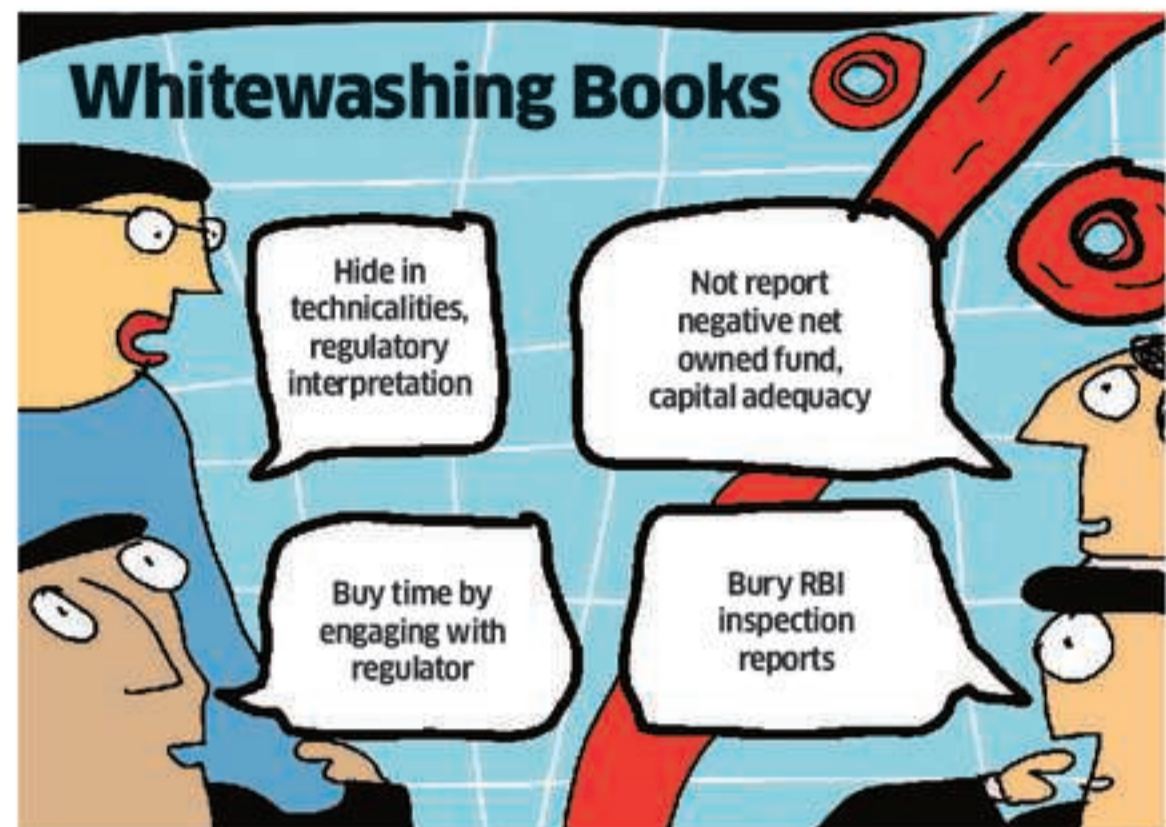 Whitewashing Books
Hide in
technicalities,
regulatory
interpretation
Not report
negative net
owned fund,
capital adequacy
Buy time by
engaging with
regulator
Bury RBI
inspection
reports